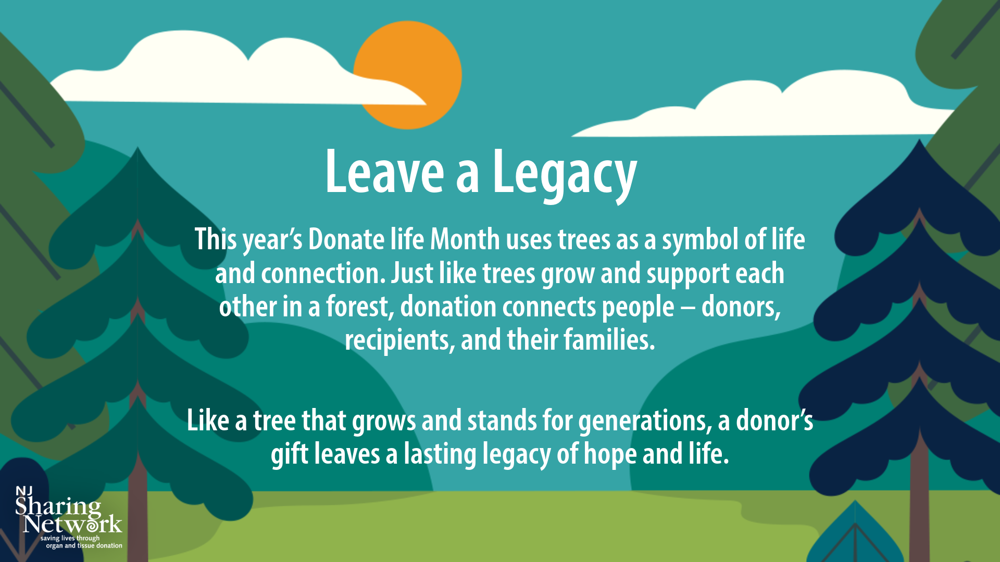 Leave a Legacy
This year’s Donate life Month uses trees as a symbol of life
and connection. Just like trees grow and support each
other in a forest, donation connects people – donors,
recipients, and their families.
Like a tree that grows and stands for generations, a donor’s
gift leaves a lasting legacy of hope and life.
NJ
Sharing
Network
saving lives through
organ and tissue donation